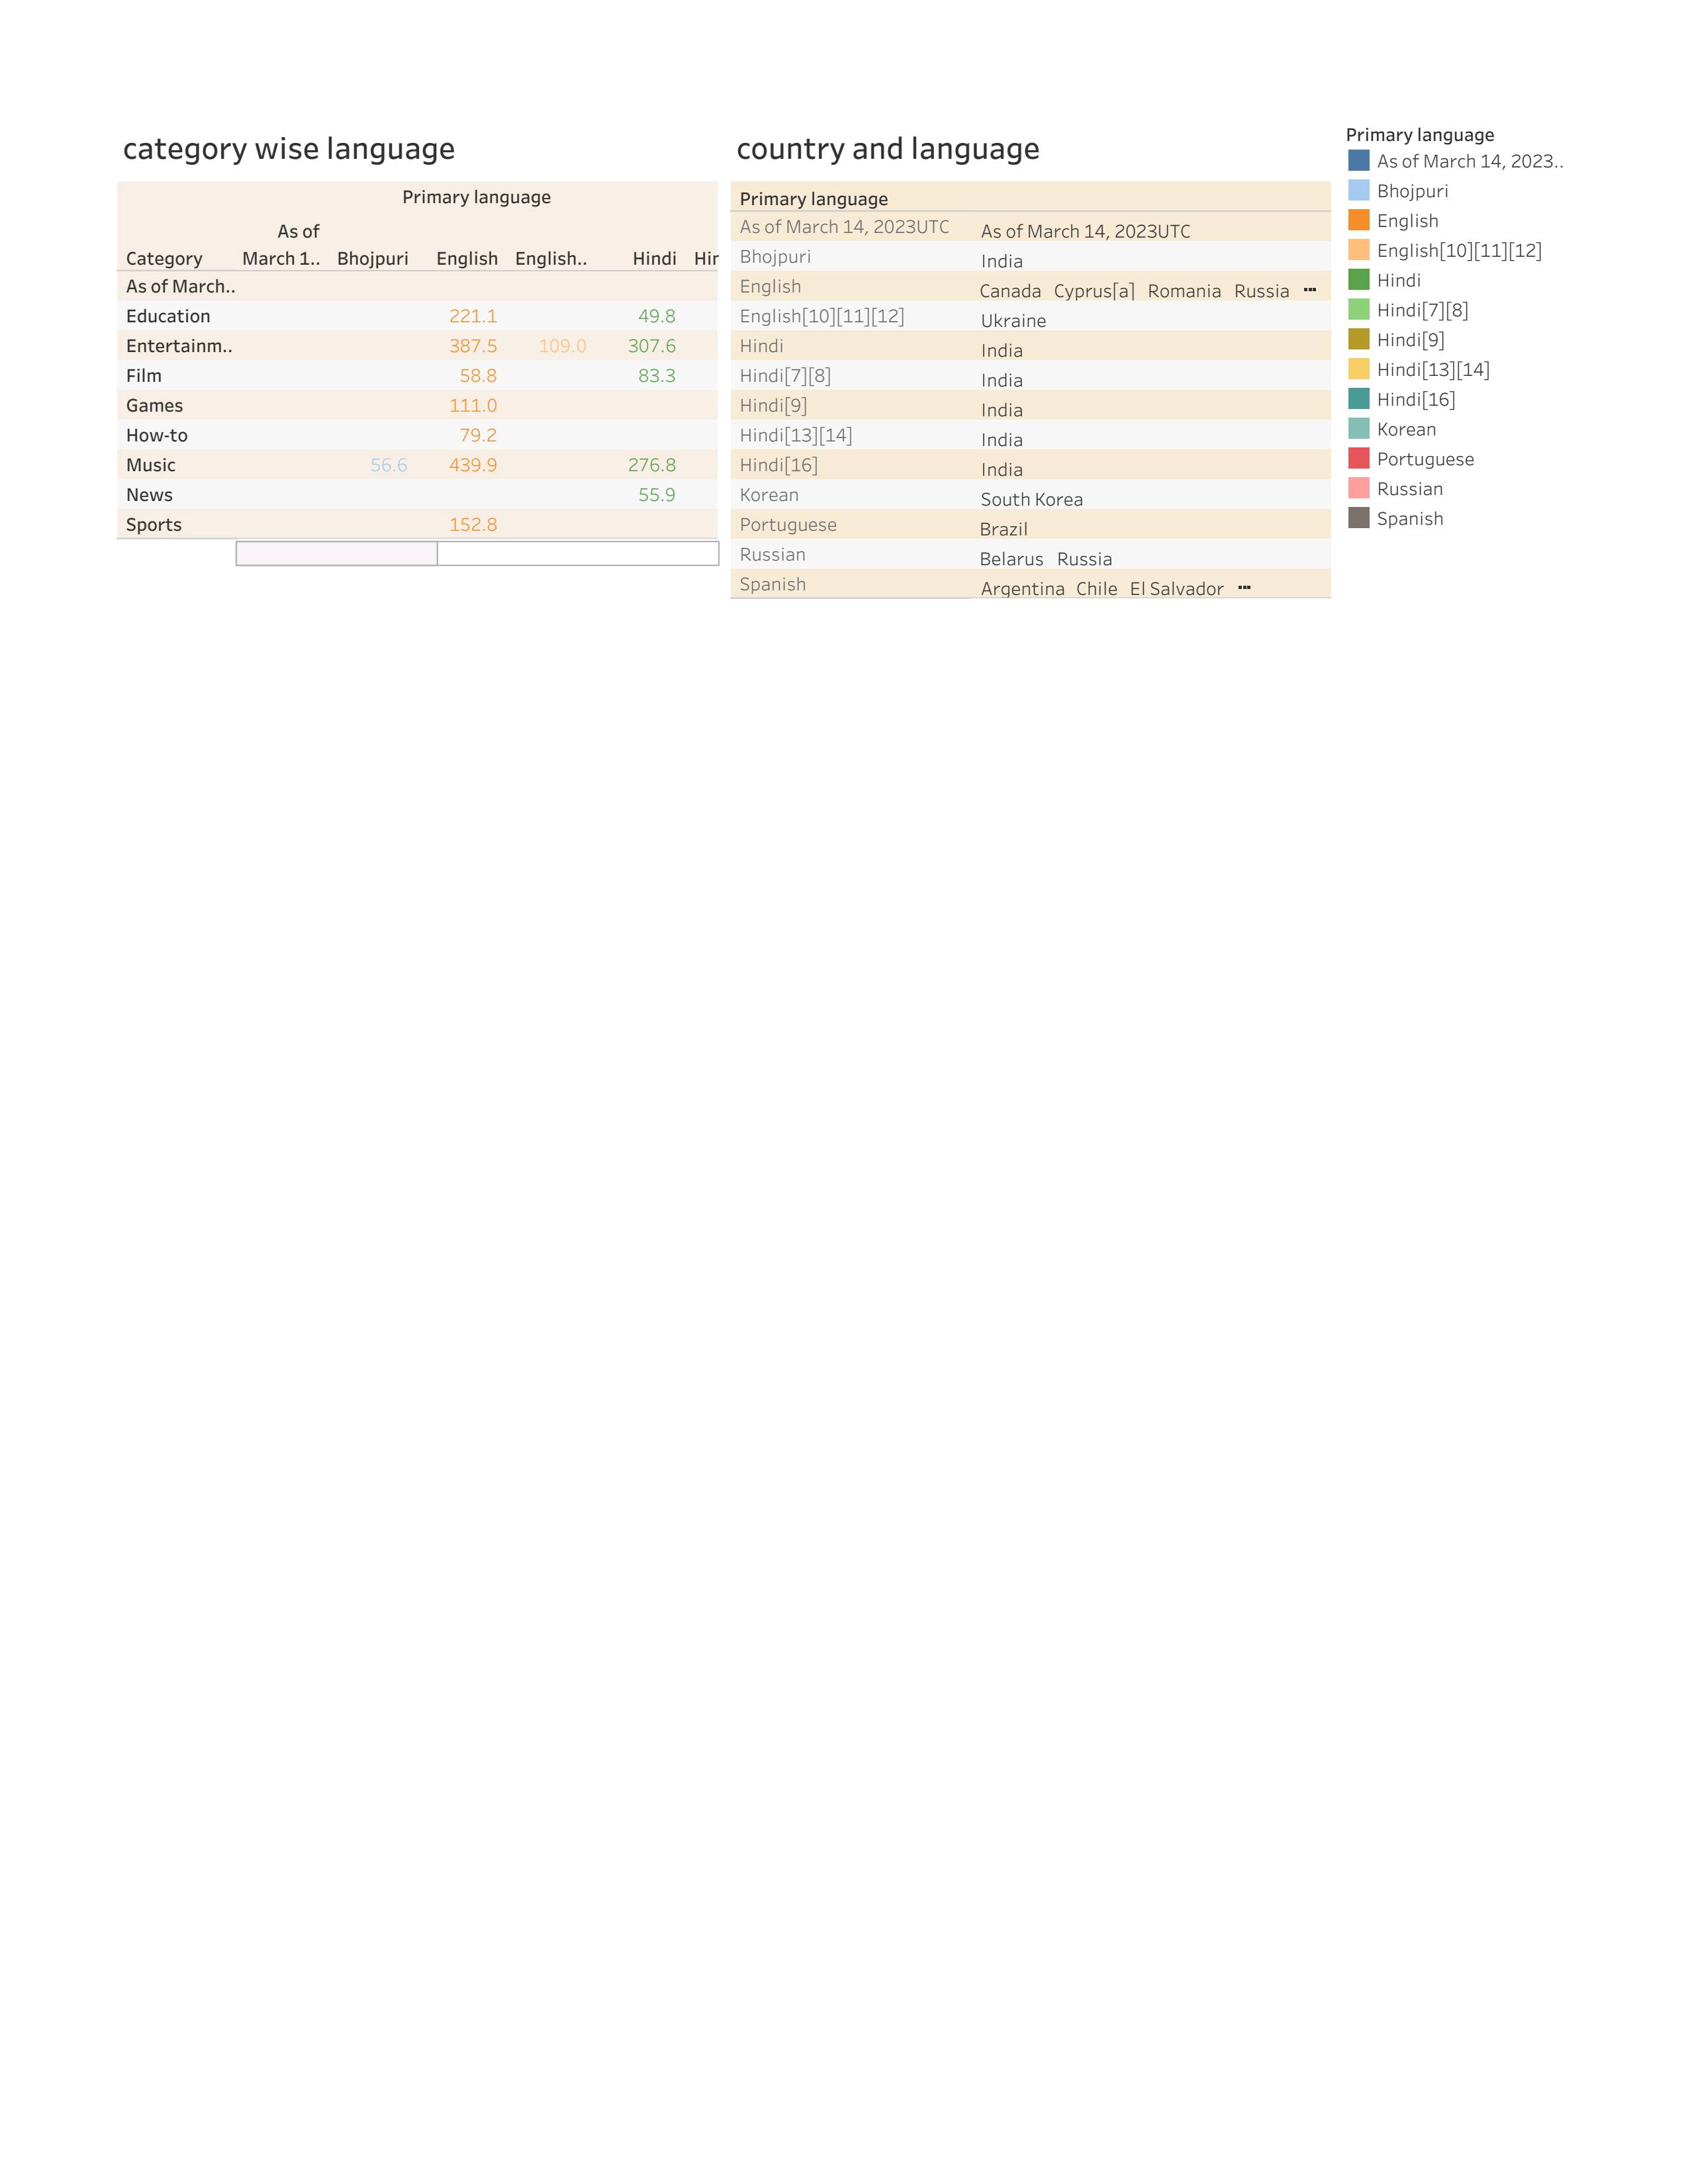 category wise language
Primary language
As of
Category March 1.. Bhojpuri English English.. Hindi Hir
As of March..
Education 221.1 49.8
Entertainm.. 387.5 109.0 307.6
Film 58.8 83.3
Games 111.0
How-to 79.2
Music 56.6 439.9 276.8
News 55.9
Sports 152.8
country and language
Primary language
As of March 14, 2023UTC As of March 14, 2023UTC
Bhojpuri India
English Canada Cyprus[a] Romania Russia ...
English[10][11][12] Ukraine
Hindi India
Hindi[7][8] India
Hindi[9] India
Hindi[13][14] India
Hindi[16] India
Korean South Korea
Portuguese Brazil
Russian Belarus Russia
Spanish Argentina Chile El Salvador ...
Primary language
As of March 14, 2023..
Bhojpuri
English
English[10][11][12]
Hindi
Hindi[7][8]
Hindi[9]
Hindi[13][14]
Hindi[16]
Korean
Portuguese
Russian
Spanish